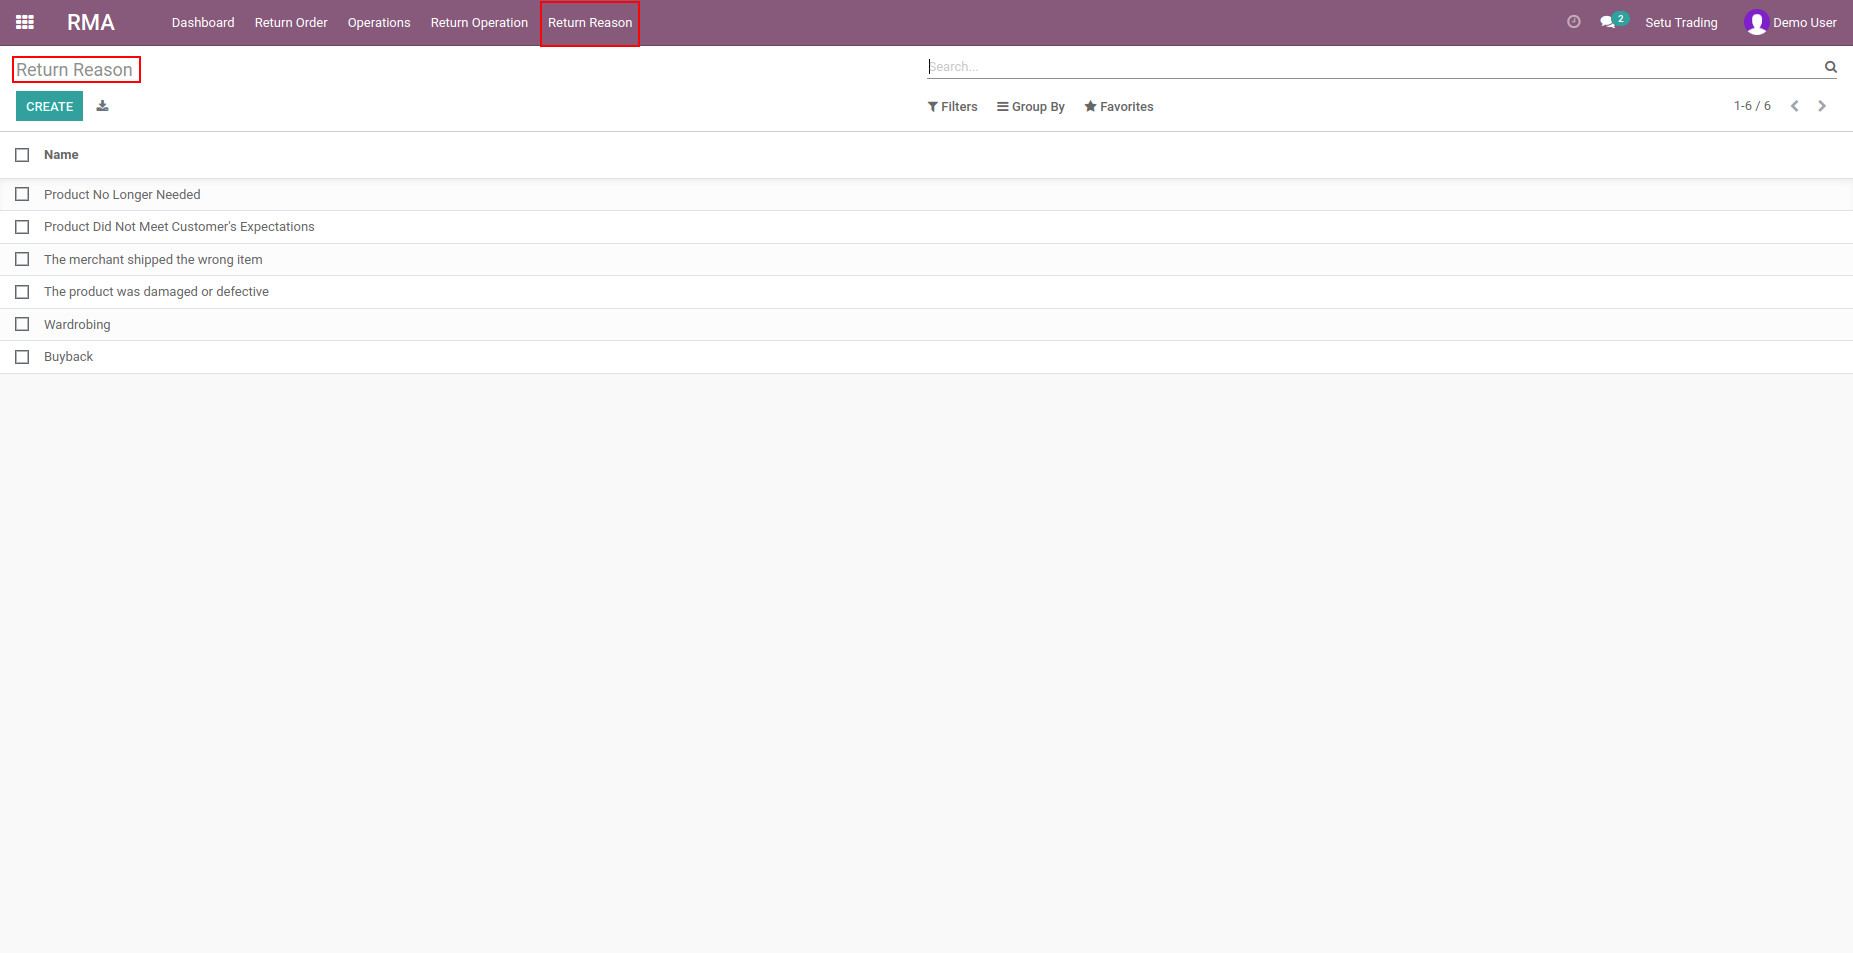 RMA Dashboard Return Order Operations Return Operation Return Reason 2 Setu Trading Demo User
Return Reason
Search...
CREATE Filters Group By Favorites 1-6 / 6
Name
Product No Longer Needed
Product Did Not Meet Customer's Expectations
The merchant shipped the wrong item
The product was damaged or defective
Wardrobing
Buyback